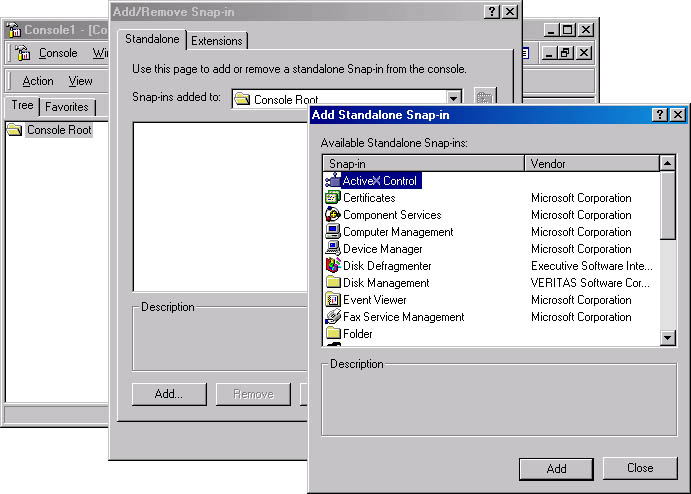 Console1 - [Co
Console Win
Action View
Tree Favorites
Console Root
Add/Remove Snap-in
Standalone Extensions
Use this page to add or remove a standalone Snap-in from the console.
Snap-ins added to: Console Root
Description
Add... Remove
Add Standalone Snap-in
Available Standalone Snap-ins:
Snap-in Vendor
ActiveX Control
Certificates Microsoft Corporation
Component Services Microsoft Corporation
Computer Management Microsoft Corporation
Device Manager Microsoft Corporation
Disk Defragmenter Executive Software Inte...
Disk Management VERITAS Software Cor...
Event Viewer Microsoft Corporation
Fax Service Management Microsoft Corporation
Folder
Description
Add Close